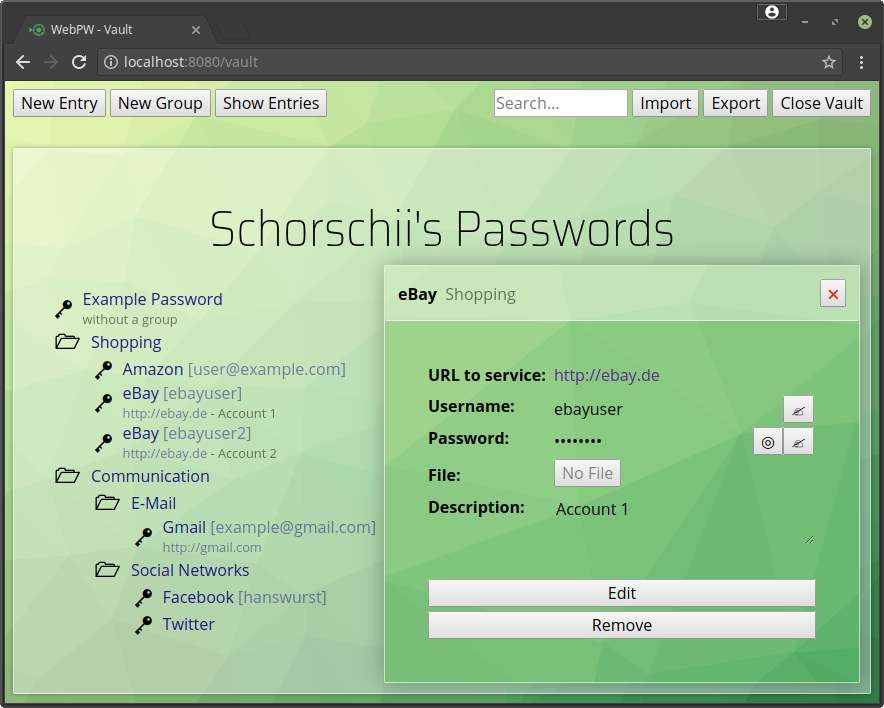 WebPW - Vault
localhost:8080/vault
New Entry New Group Show Entries Search... Import Export Close Vault
Schorschii's Passwords
Example Password
without a group
Shopping
Amazon [user@example.com]
eBay [ebayuser]
http://ebay.de - Account 1
eBay [ebayuser2]
http://ebay.de - Account 2
Communication
E-Mail
Gmail [example@gmail.com]
http://gmail.com
Social Networks
Facebook [hanswurst]
Twitter
eBay Shopping
URL to service: http://ebay.de
Username: ebayuser
Password: ••••••••
File: No File
Description: Account 1
Edit
Remove